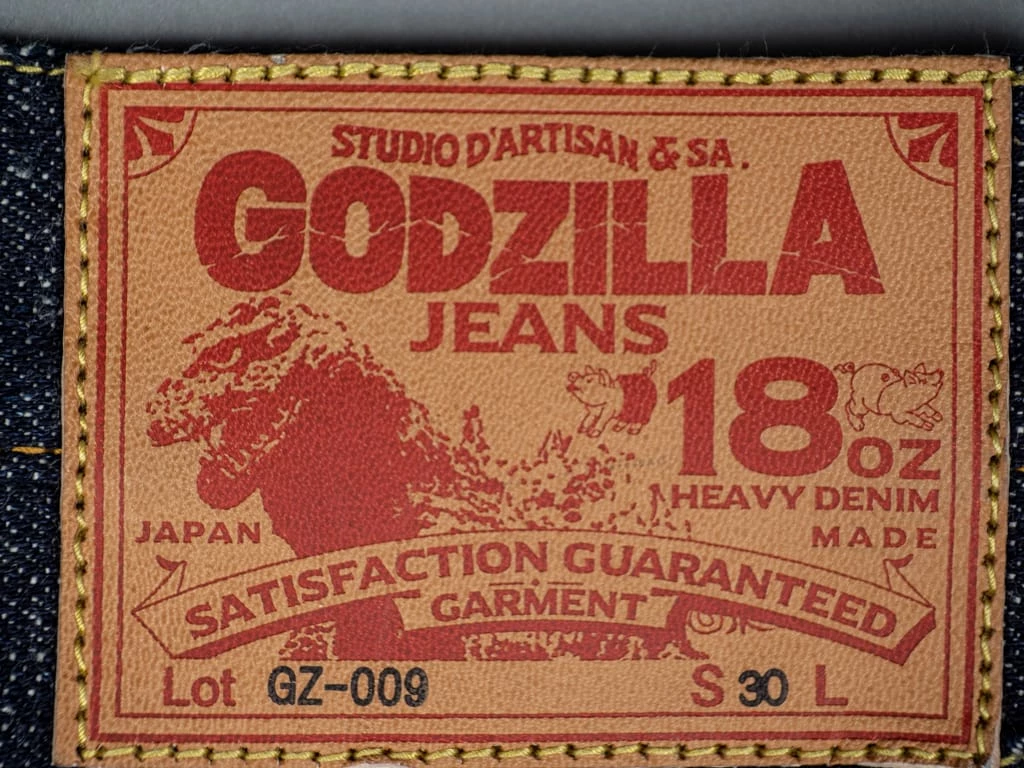 STUDIO D'ARTISAN & SA.
GODZILLA
JEANS
18
OZ
HEAVY DENIM
JAPAN MADE
SATISFACTION GUARANTEED
GARMENT
Lot GZ-009 S 30 L